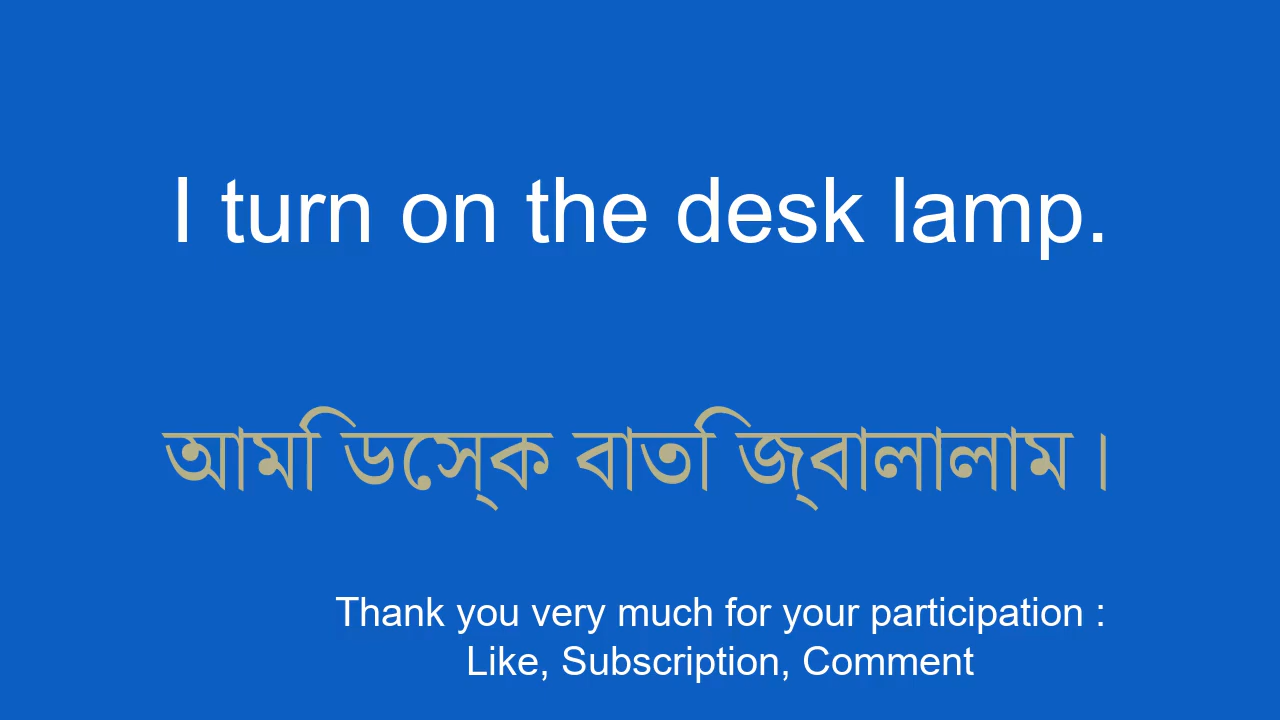 I turn on the desk lamp.
আমি ডেস্ক বাতি জ্বালালাম।
Thank you very much for your participation :
Like, Subscription, Comment